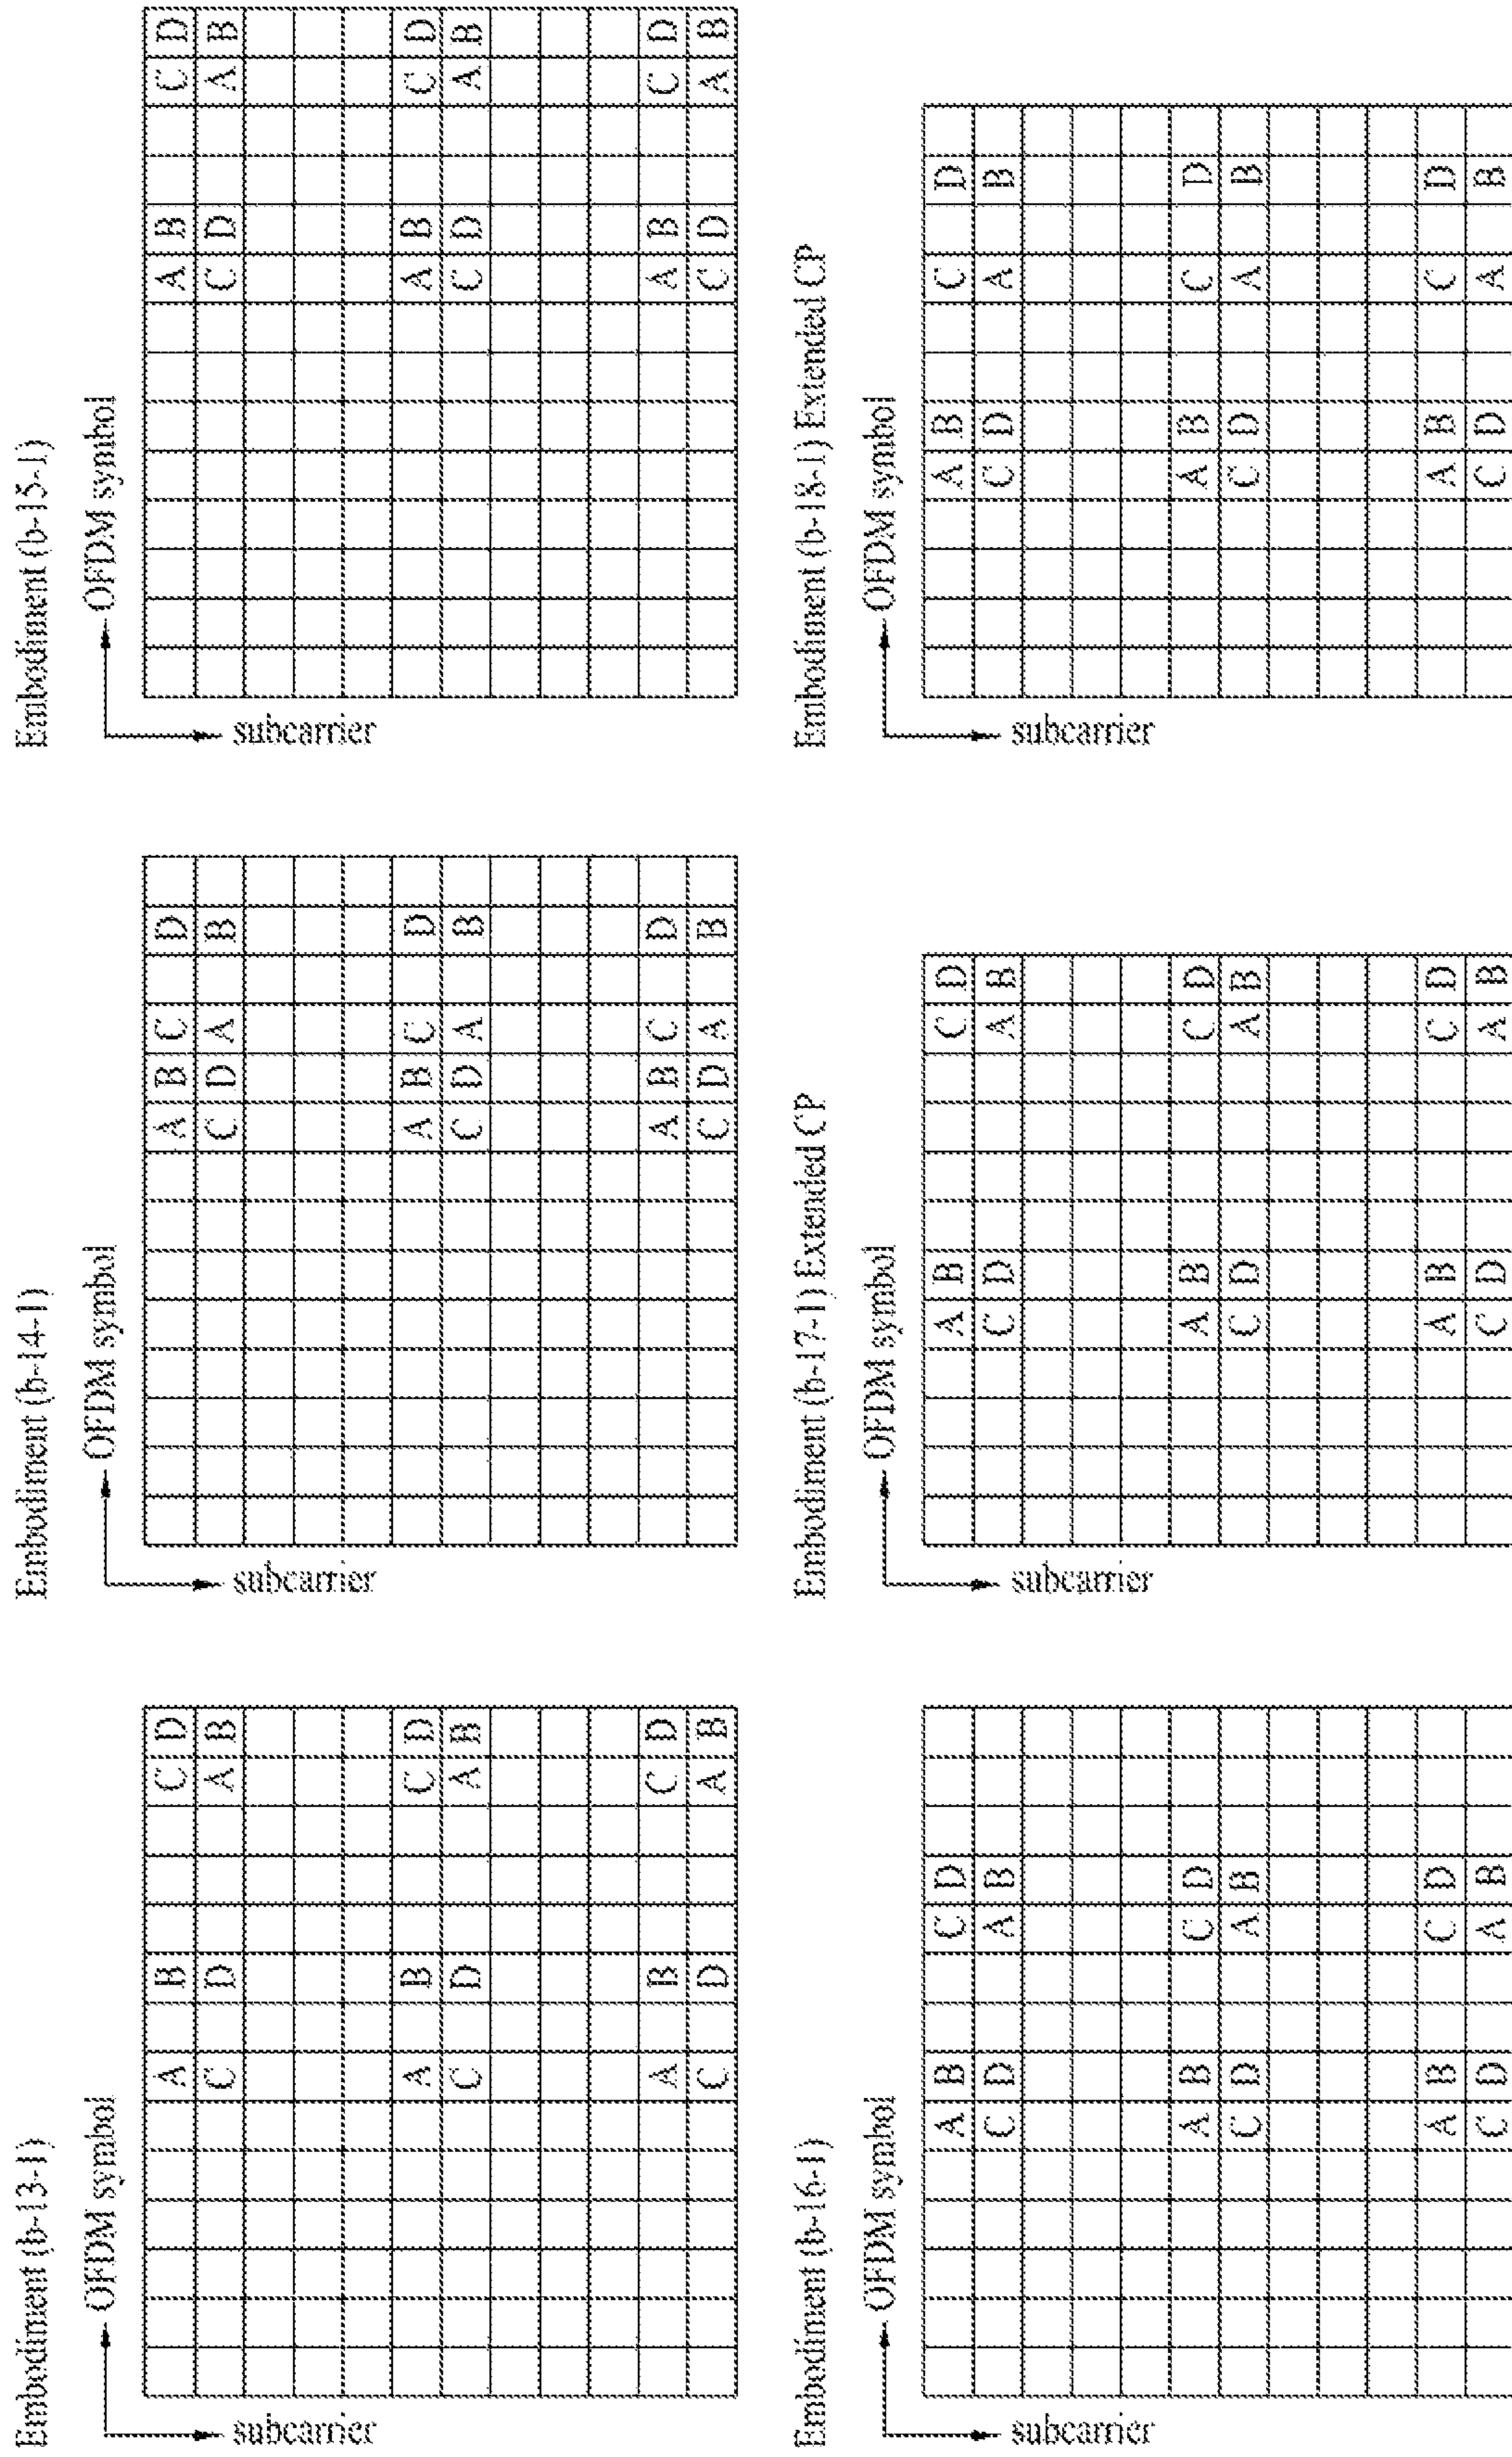 Embodiment (b-13-1)
OFDM symbol
subcarrier
A B C D
C D A B
A B C D
C D A B
A B C D
C D A B
Embodiment (b-14-1)
OFDM symbol
subcarrier
A B C D
C D A B
A B C D
C D A B
A B C D
C D A B
Embodiment (b-15-1)
OFDM symbol
subcarrier
A B C D
C D A B
A B C D
C D A B
A B C D
C D A B
Embodiment (b-16-1)
OFDM symbol
subcarrier
A B C D
C D A B
A B C D
C D A B
A B C D
C D A B
Embodiment (b-17-1) Extended CP
OFDM symbol
subcarrier
A B C D
C D A B
A B C D
C D A B
A B C D
C D A B
Embodiment (b-18-1) Extended CP
OFDM symbol
subcarrier
A B C D
C D A B
A B C D
C D A B
A B C D
C D A B